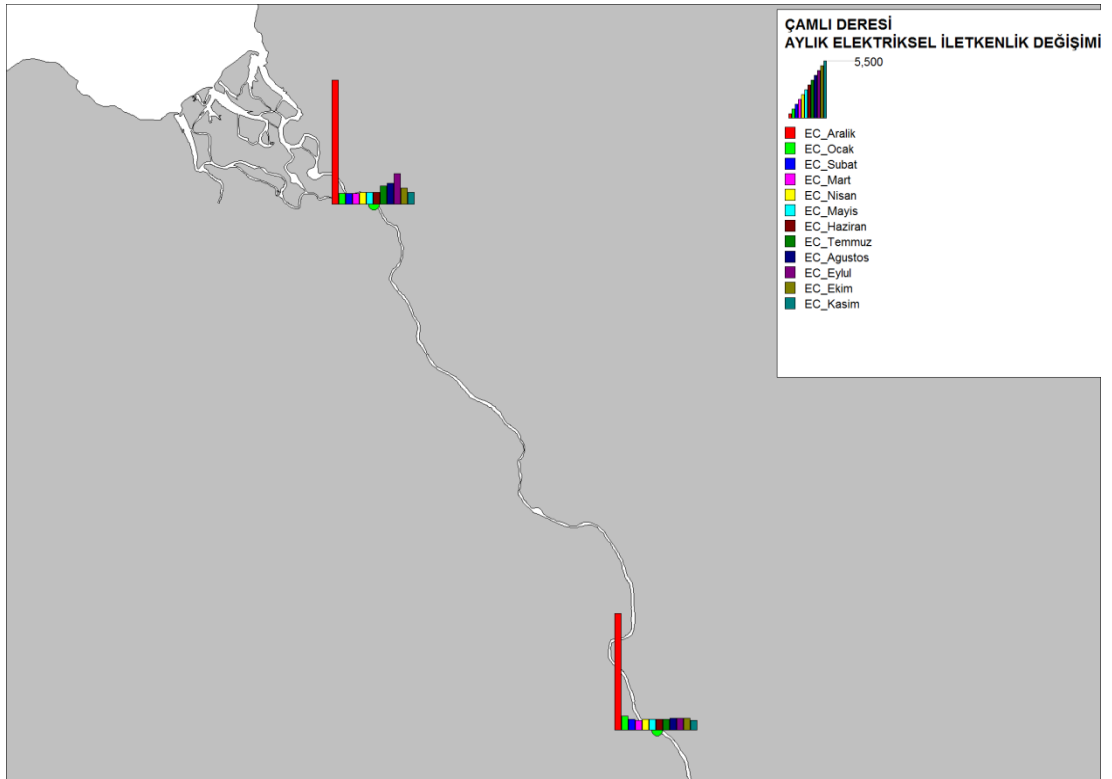 ÇAMLI DERESİ
AYLIK ELEKTRİKSEL İLETKENLİK DEĞİŞİMİ
5,500
EC_Aralik
EC_Ocak
EC_Subat
EC_Mart
EC_Nisan
EC_Mayis
EC_Haziran
EC_Temmuz
EC_Agustos
EC_Eylul
EC_Ekim
EC_Kasim